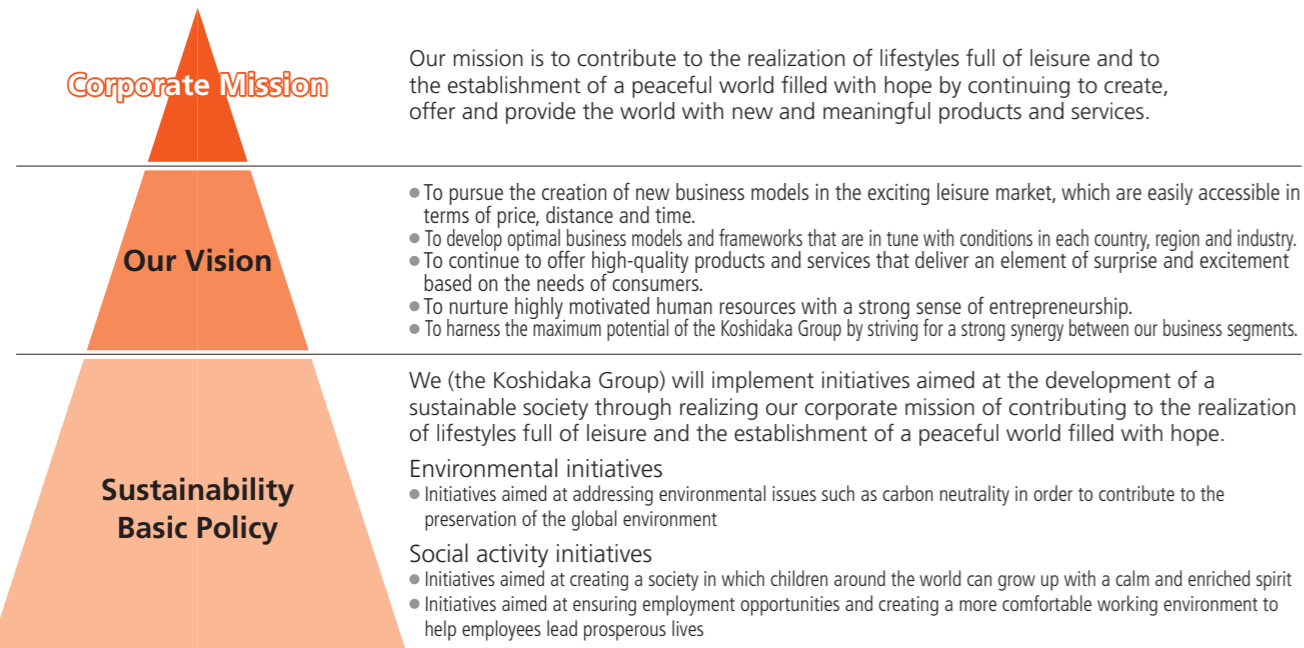 Corporate Mission
Our mission is to contribute to the realization of lifestyles full of leisure and to
the establishment of a peaceful world filled with hope by continuing to create,
offer and provide the world with new and meaningful products and services.
Our Vision
● To pursue the creation of new business models in the exciting leisure market, which are easily accessible in
terms of price, distance and time.
● To develop optimal business models and frameworks that are in tune with conditions in each country, region and industry.
● To continue to offer high-quality products and services that deliver an element of surprise and excitement
based on the needs of consumers.
● To nurture highly motivated human resources with a strong sense of entrepreneurship.
● To harness the maximum potential of the Koshidaka Group by striving for a strong synergy between our business segments.
Sustainability
Basic Policy
We (the Koshidaka Group) will implement initiatives aimed at the development of a
sustainable society through realizing our corporate mission of contributing to the realization
of lifestyles full of leisure and the establishment of a peaceful world filled with hope.
Environmental initiatives
● Initiatives aimed at addressing environmental issues such as carbon neutrality in order to contribute to the
preservation of the global environment
Social activity initiatives
● Initiatives aimed at creating a society in which children around the world can grow up with a calm and enriched spirit
● Initiatives aimed at ensuring employment opportunities and creating a more comfortable working environment to
help employees lead prosperous lives